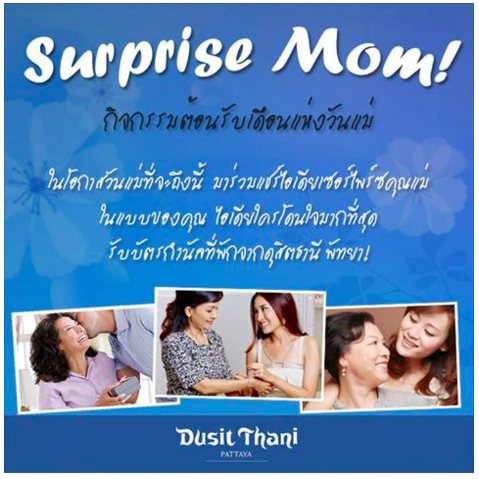 Surprise Mom!
กิจกรรมต้อนรับเดือนแห่งวันแม่
ในโอกาสวันแม่ที่จะถึงนี้ มาร่วมแชร์ไอเดียเซอร์ไพร์ซคุณแม่
ในแบบของคุณ ไอเดียใครโดนใจมากที่สุด
รับบัตรกำนัลที่พักจากดุสิตธานี พัทยา!
Dusit Thani
PATTAYA